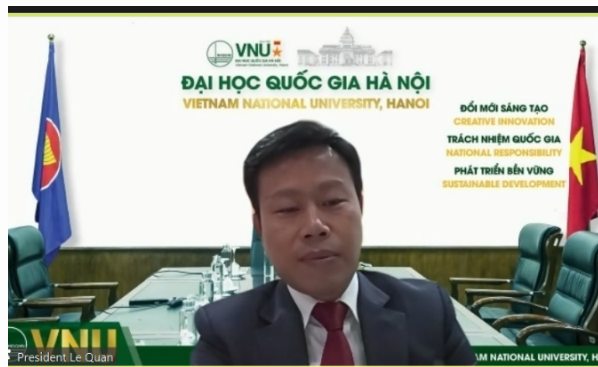 VNU
ĐẠI HỌC QUỐC GIA HÀ NỘI
VIETNAM NATIONAL UNIVERSITY, HANOI
ĐỔI MỚI SÁNG TẠO
CREATIVE INNOVATION
TRÁCH NHIỆM QUỐC GIA
NATIONAL RESPONSIBILITY
PHÁT TRIỂN BỀN VỮNG
SUSTAINABLE DEVELOPMENT
VNU
President Le Quan
NATIONAL UNIVERSITY, H